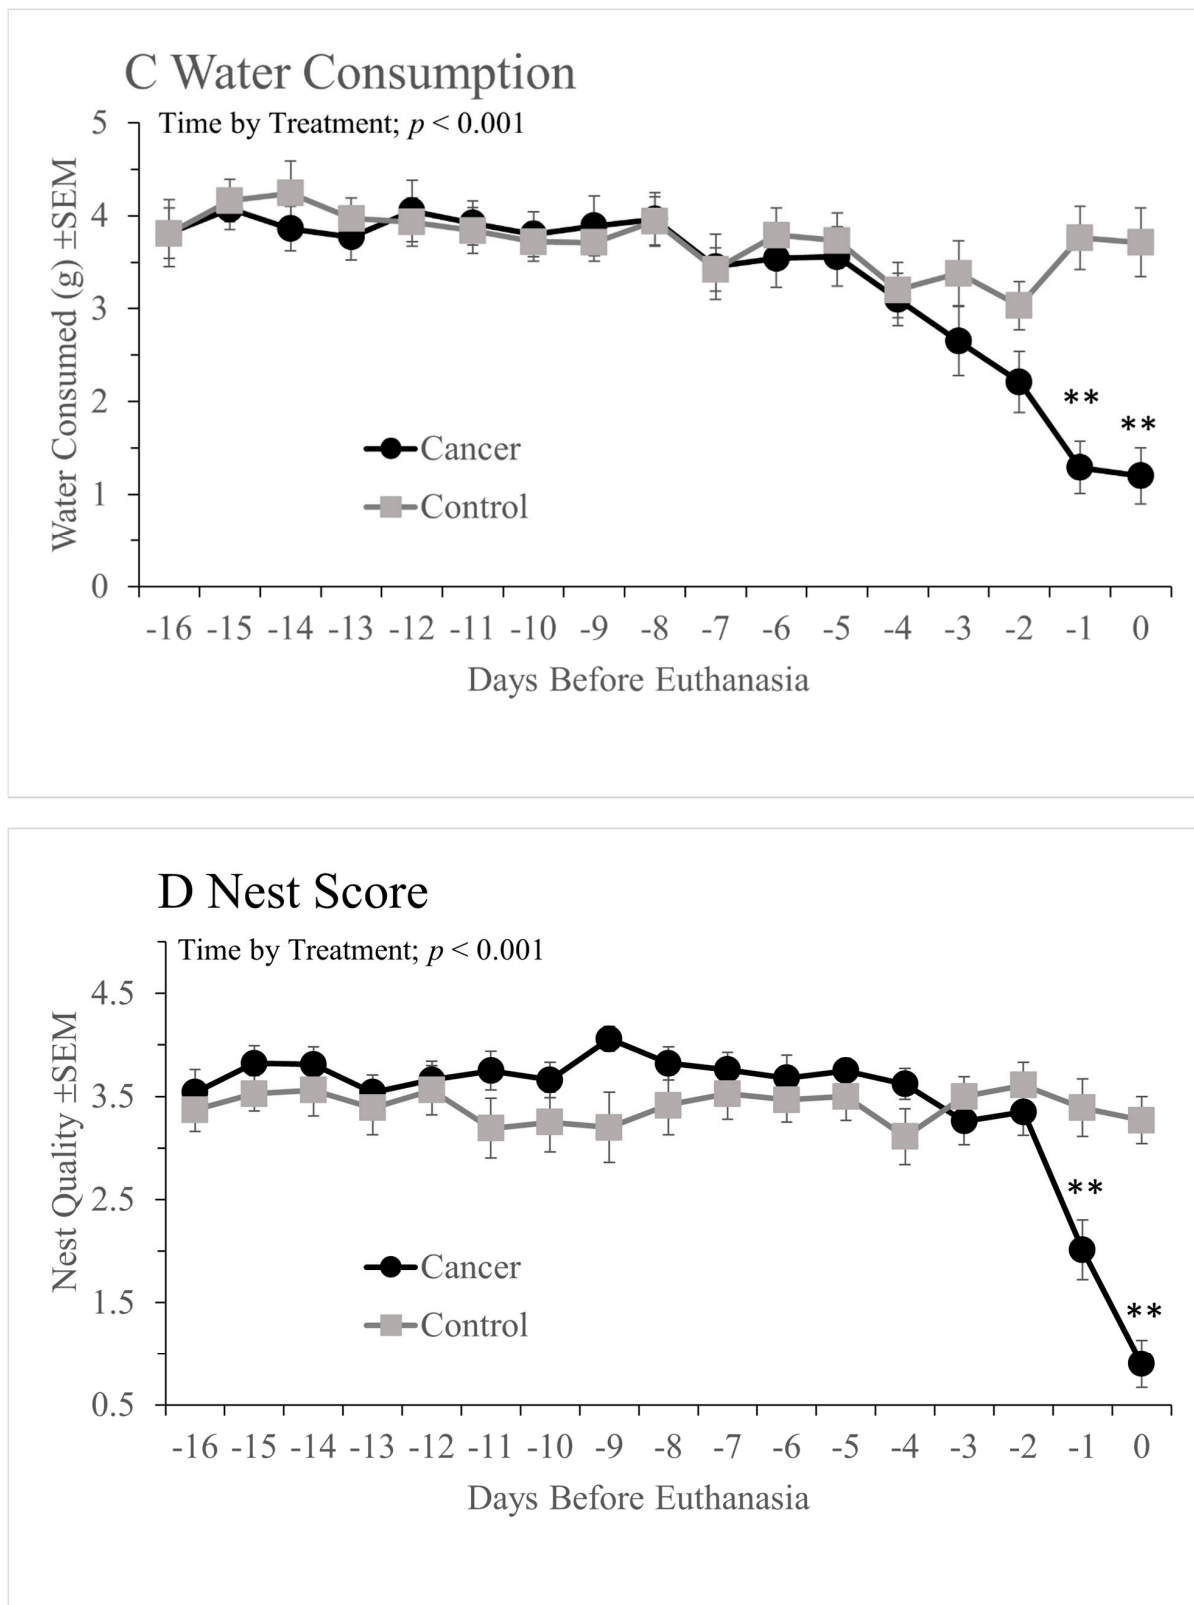 C Water Consumption
Time by Treatment; p < 0.001
5
4
3
2
1
0
Water Consumed (g) ±SEM
**
**
Cancer
Control
-16 -15 -14 -13 -12 -11 -10 -9 -8 -7 -6 -5 -4 -3 -2 -1 0
Days Before Euthanasia
D Nest Score
Time by Treatment; p < 0.001
4.5
3.5
2.5
1.5
0.5
Nest Quality ±SEM
**
**
Cancer
Control
-16 -15 -14 -13 -12 -11 -10 -9 -8 -7 -6 -5 -4 -3 -2 -1 0
Days Before Euthanasia